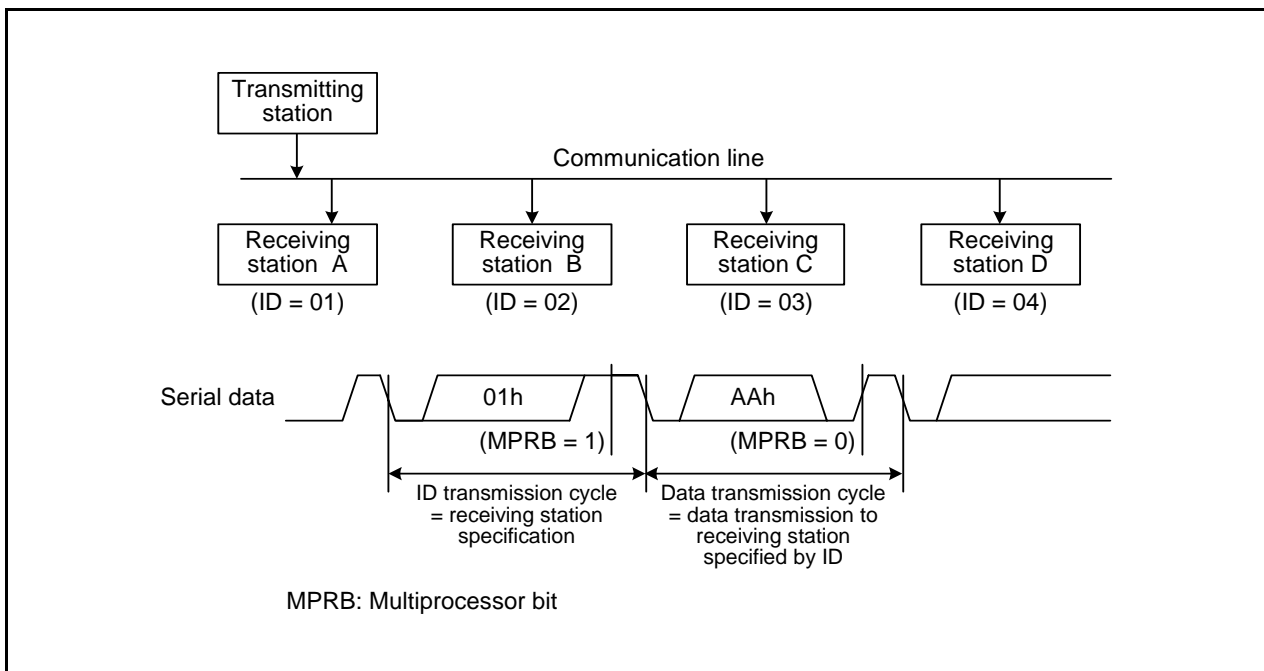 Transmitting
station
Communication line
Receiving
station A
(ID = 01)
Receiving
station B
(ID = 02)
Receiving
station C
(ID = 03)
Receiving
station D
(ID = 04)
Serial data
01h
AAh
(MPRB = 1)
(MPRB = 0)
ID transmission cycle
= receiving station
specification
Data transmission cycle
= data transmission to
receiving station
specified by ID
MPRB: Multiprocessor bit